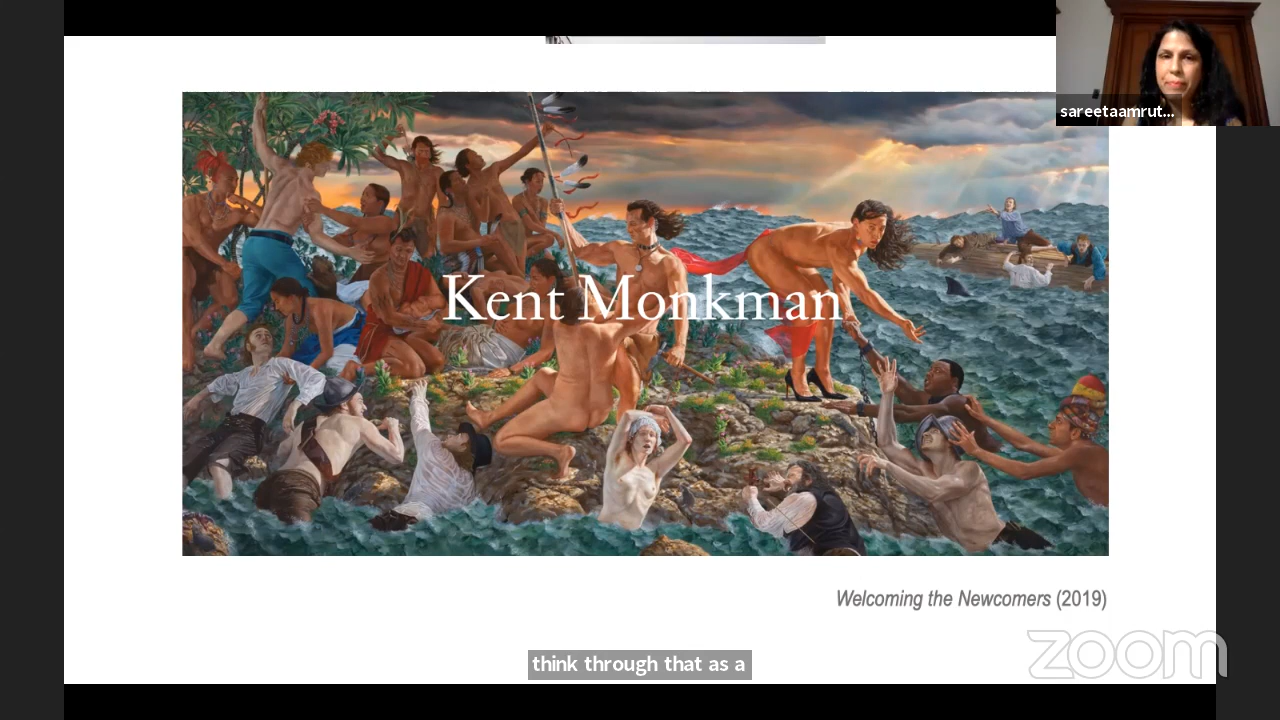 sareetaamrut...
Kent Monkman
Welcoming the Newcomers (2019)
think through that as a
zoom